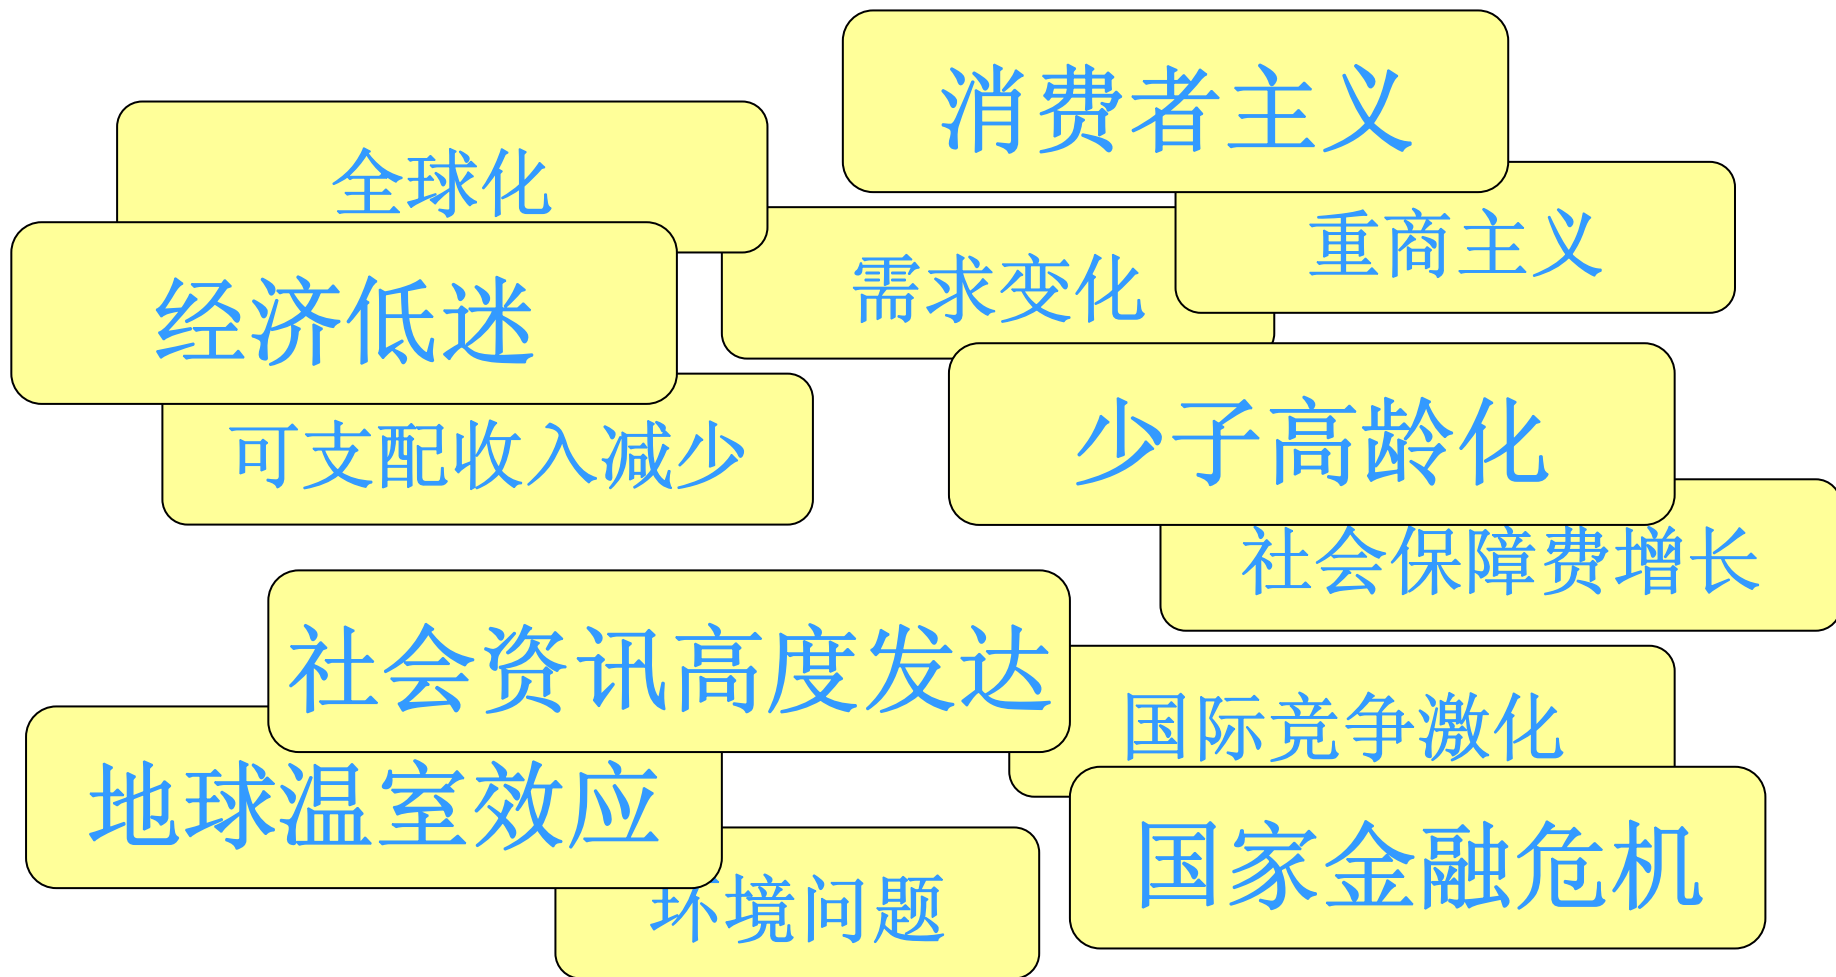 消费者主义
全球化
重商主义
需求变化
经济低迷
可支配收入减少
少子高龄化
社会保障费增长
社会资讯高度发达
国际竞争激化
地球温室效应
国家金融危机
环境问题